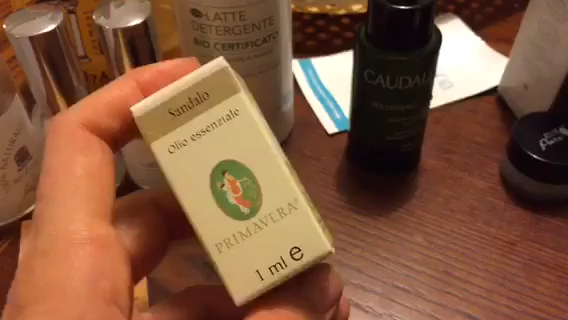 LATTE
DETERGENTE
BIO CERTIFICATO
CAUDALIE
Sandalo
Olio essenziale
PRIMAVERA®
1 ml e